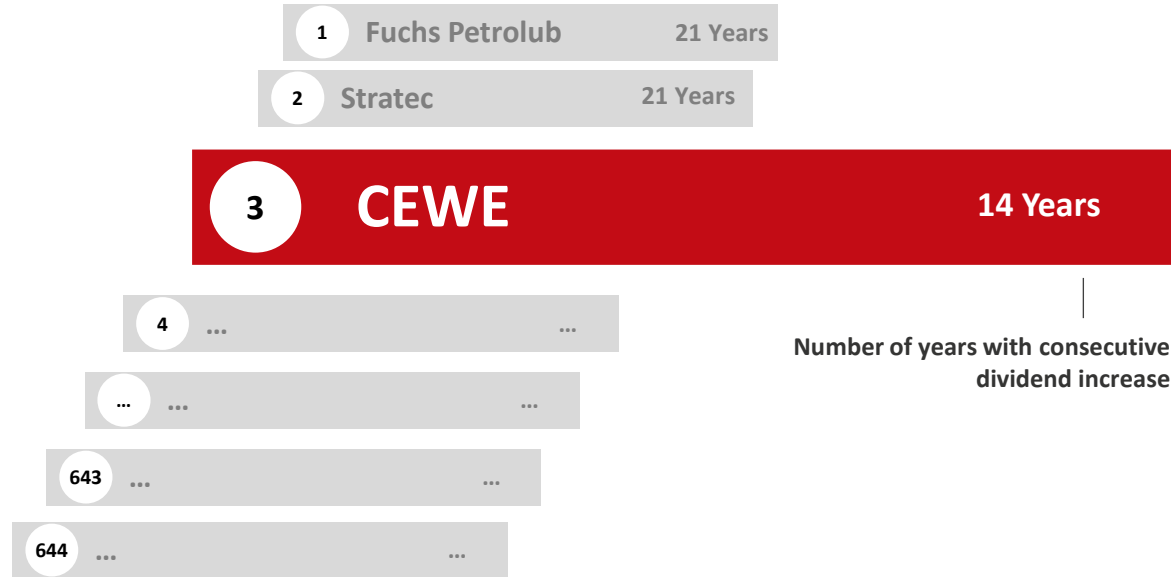 1 Fuchs Petrolub 21 Years
2 Stratec 21 Years
3 CEWE 14 Years
4 ... ...
Number of years with consecutive
dividend increase
... ... ...
643 ... ...
644 ... ...